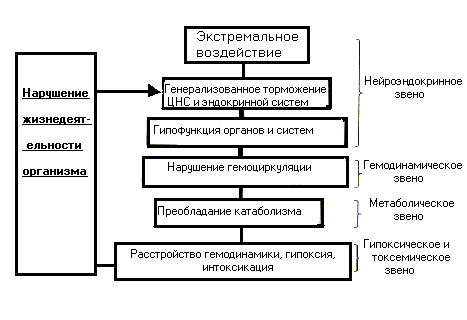 Экстремальное
воздействие
Нарушение
жизнедеят-
ельности
организма
Генерализованное торможение
ЦНС и эндокринной систем
Гипофункция органов и систем
Нейроэндокринное
звено
Нарушение гемоциркуляции
Гемодинамическое
звено
Преобладание катаболизма
Метаболическое
звено
Расстройство гемодинамики, гипоксия,
интоксикация
Гипоксическое и
токсемическое
звено